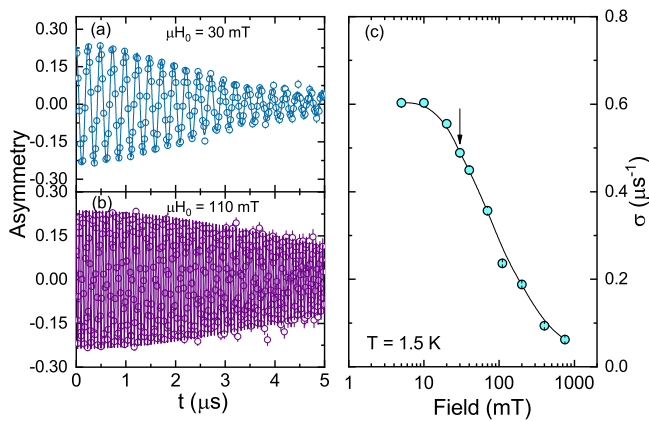 (a)
μH₀ = 30 mT
0.30
0.15
0.00
-0.15
-0.30
(b)
μH₀ = 110 mT
0.30
0.15
0.00
-0.15
-0.30
Asymmetry
0 1 2 3 4 5
t (μs)
(c)
0.8
0.6
0.4
0.2
0.0
σ (μs⁻¹)
T = 1.5 K
1 10 100 1000
Field (mT)